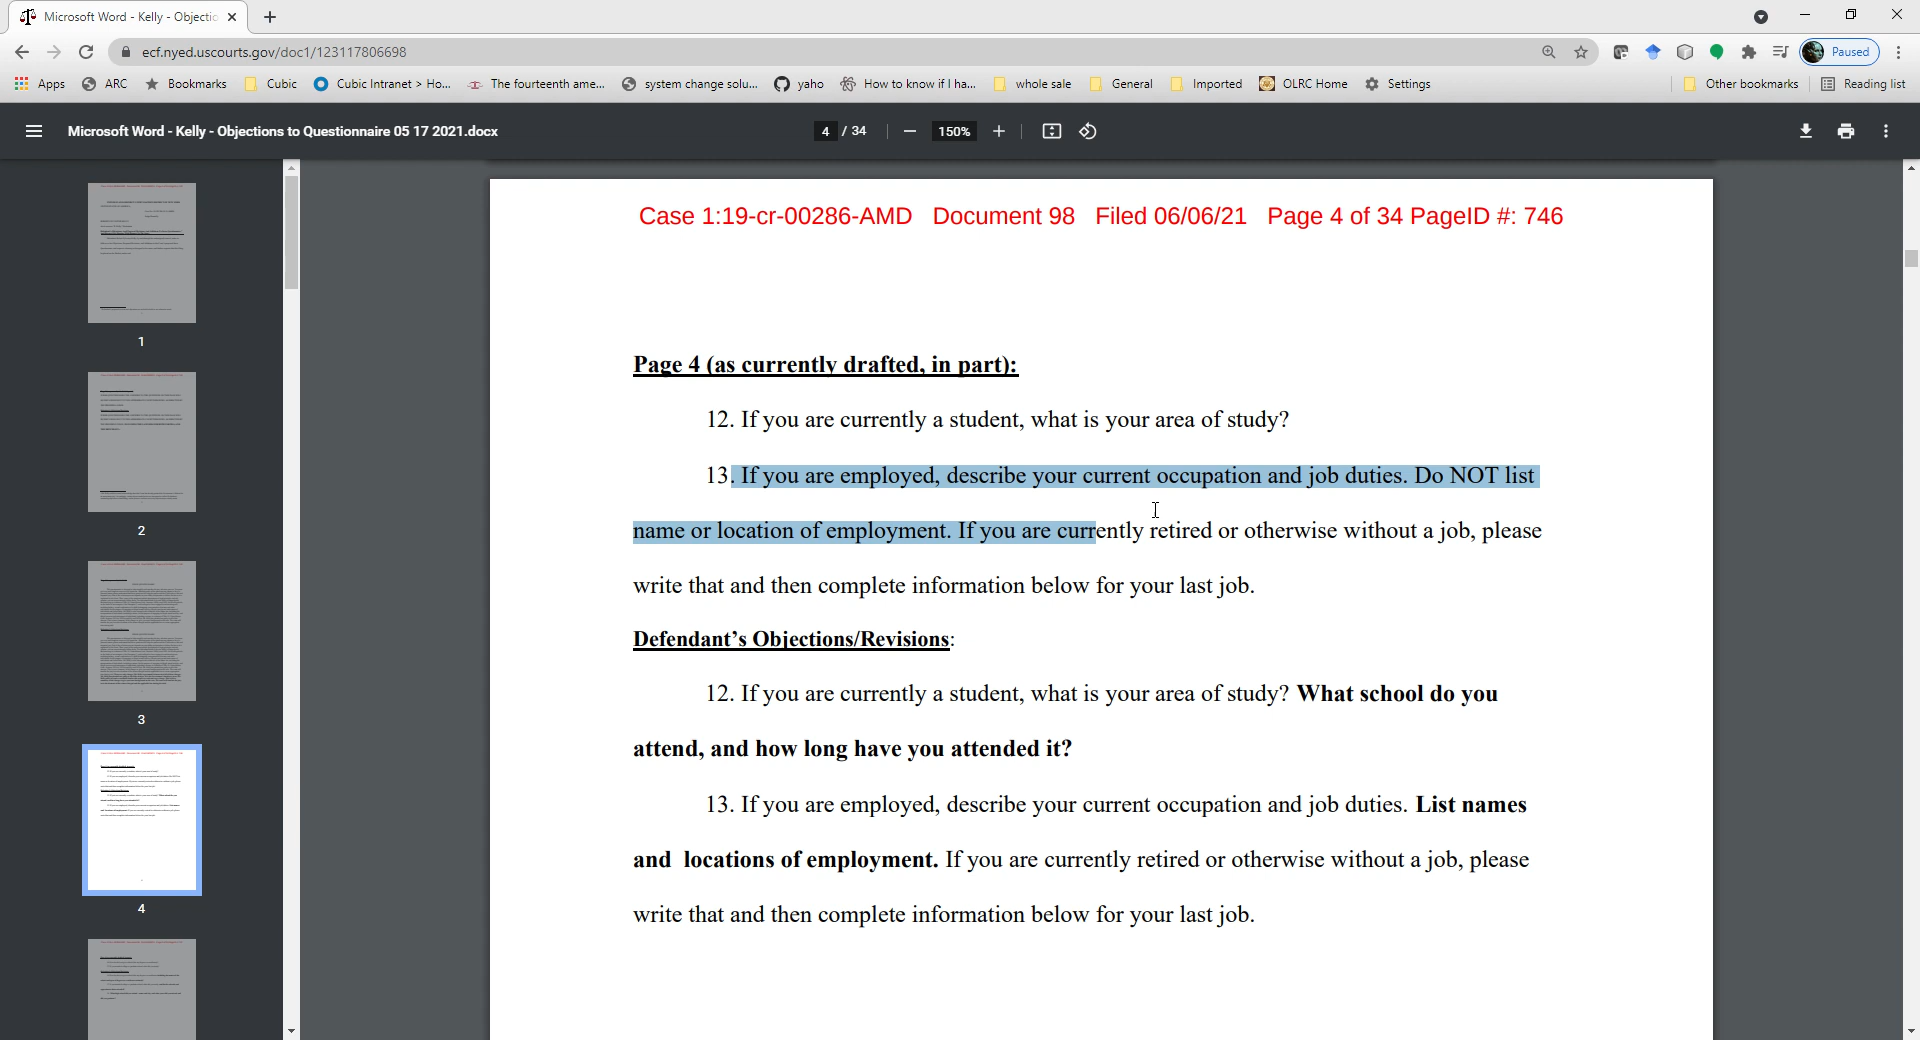 Microsoft Word - Kelly - Objectio
ecf.nyed.uscourts.gov/doc1/123117806698
Paused
Apps ARC Bookmarks Cubic Cubic Intranet > Ho... The fourteenth ame... system change solu... yaho How to know if I ha... whole sale General Imported OLRC Home Settings Other bookmarks Reading list
Microsoft Word - Kelly - Objections to Questionnaire 05 17 2021.docx 4 / 34 150%
1
2
3
4
Case 1:19-cr-00286-AMD Document 98 Filed 06/06/21 Page 4 of 34 PageID #: 746
Page 4 (as currently drafted, in part):
12. If you are currently a student, what is your area of study?
13. If you are employed, describe your current occupation and job duties. Do NOT list
name or location of employment. If you are currently retired or otherwise without a job, please
write that and then complete information below for your last job.
Defendant’s Objections/Revisions:
12. If you are currently a student, what is your area of study? What school do you
attend, and how long have you attended it?
13. If you are employed, describe your current occupation and job duties. List names
and locations of employment. If you are currently retired or otherwise without a job, please
write that and then complete information below for your last job.